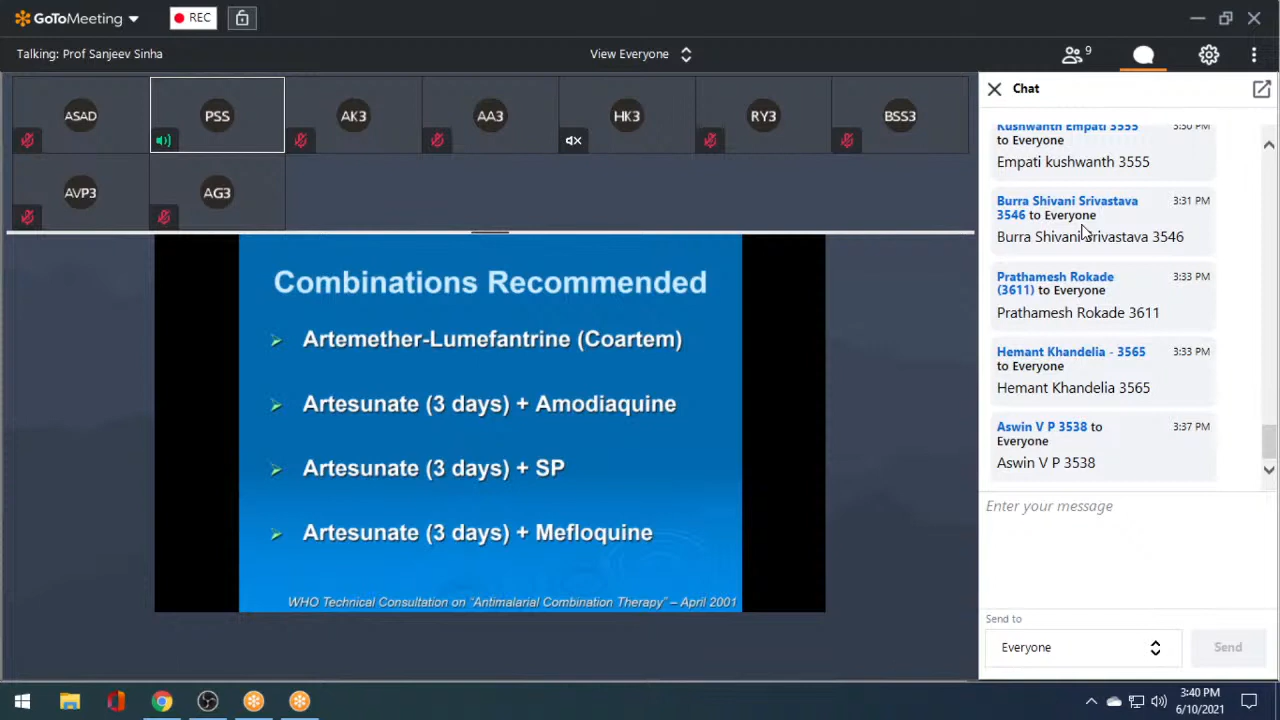 GoToMeeting
REC
Talking: Prof Sanjeev Sinha
View Everyone
9
ASAD
PSS
AK3
AA3
HK3
RY3
BSS3
AVP3
AG3
Combinations Recommended
Artemether-Lumefantrine (Coartem)
Artesunate (3 days) + Amodiaquine
Artesunate (3 days) + SP
Artesunate (3 days) + Mefloquine
WHO Technical Consultation on "Antimalarial Combination Therapy" – April 2001
Chat
Kushwanth Empati 3555 3:30 PM
to Everyone
Empati kushwanth 3555
Burra Shivani Srivastava 3:31 PM
3546 to Everyone
Burra Shivani Srivastava 3546
Prathamesh Rokade 3:33 PM
(3611) to Everyone
Prathamesh Rokade 3611
Hemant Khandelia - 3565 3:33 PM
to Everyone
Hemant Khandelia 3565
Aswin V P 3538 to 3:37 PM
Everyone
Aswin V P 3538
Enter your message
Send to
Everyone
Send
3:40 PM
6/10/2021